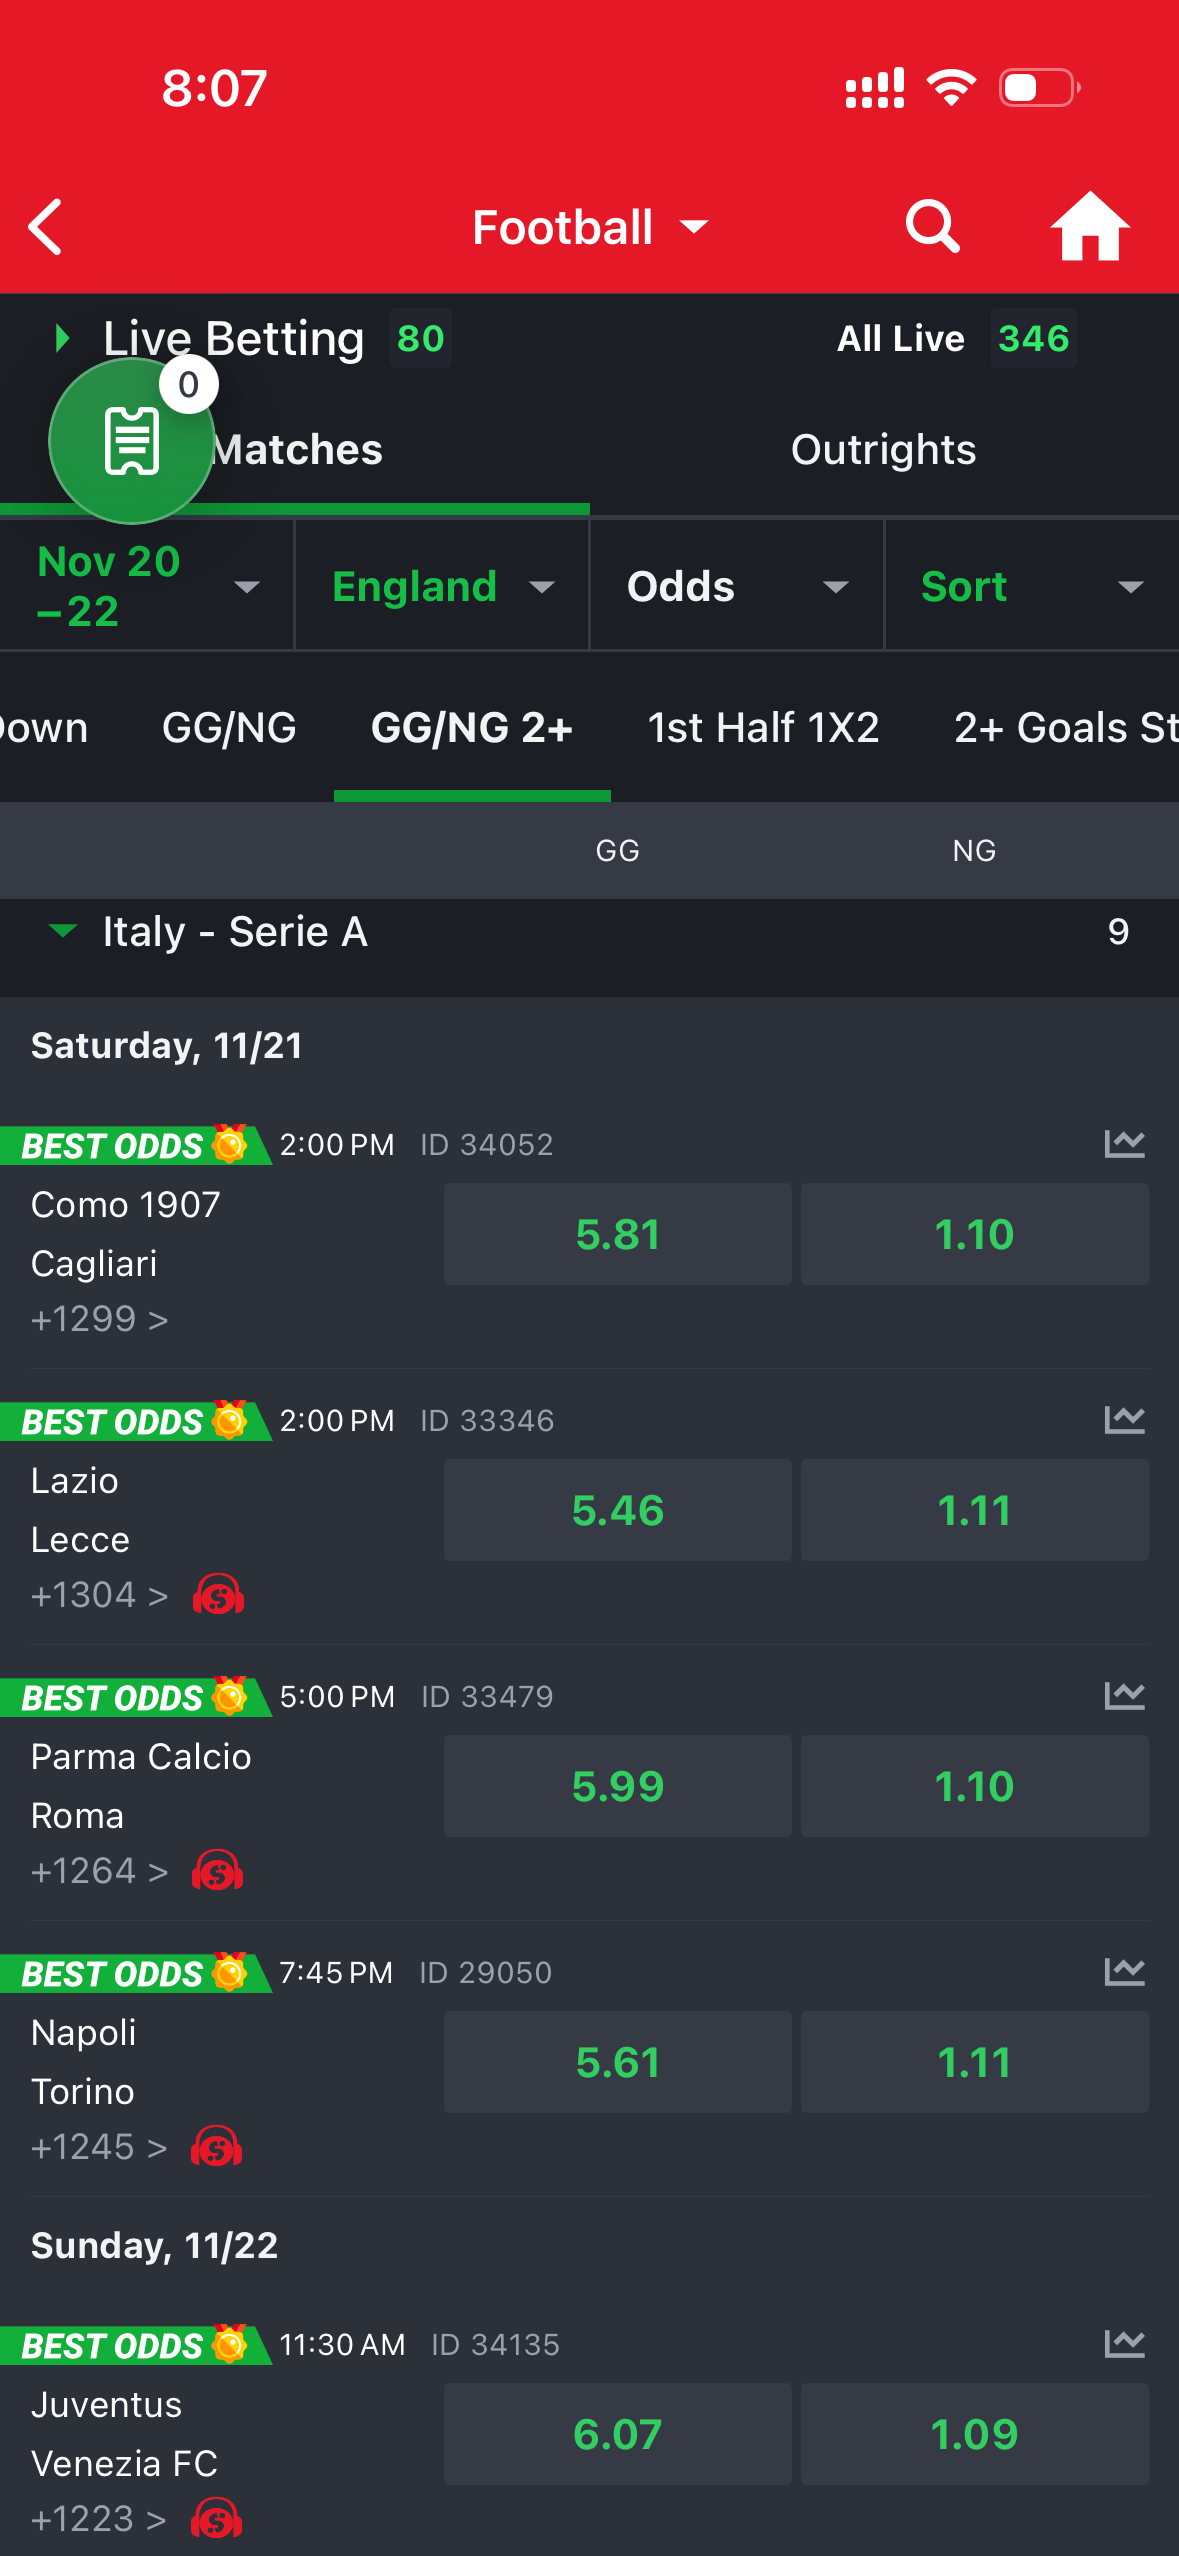 8:07
Football
Live Betting 80 All Live 346
0
Matches Outrights
Nov 20
–22
England Odds Sort
Down GG/NG GG/NG 2+ 1st Half 1X2 2+ Goals St
GG NG
Italy - Serie A 9
Saturday, 11/21
BEST ODDS 2:00 PM ID 34052
Como 1907
Cagliari
5.81 1.10
+1299 >
BEST ODDS 2:00 PM ID 33346
Lazio
Lecce
5.46 1.11
+1304 >
BEST ODDS 5:00 PM ID 33479
Parma Calcio
Roma
5.99 1.10
+1264 >
BEST ODDS 7:45 PM ID 29050
Napoli
Torino
5.61 1.11
+1245 >
Sunday, 11/22
BEST ODDS 11:30 AM ID 34135
Juventus
Venezia FC
6.07 1.09
+1223 >